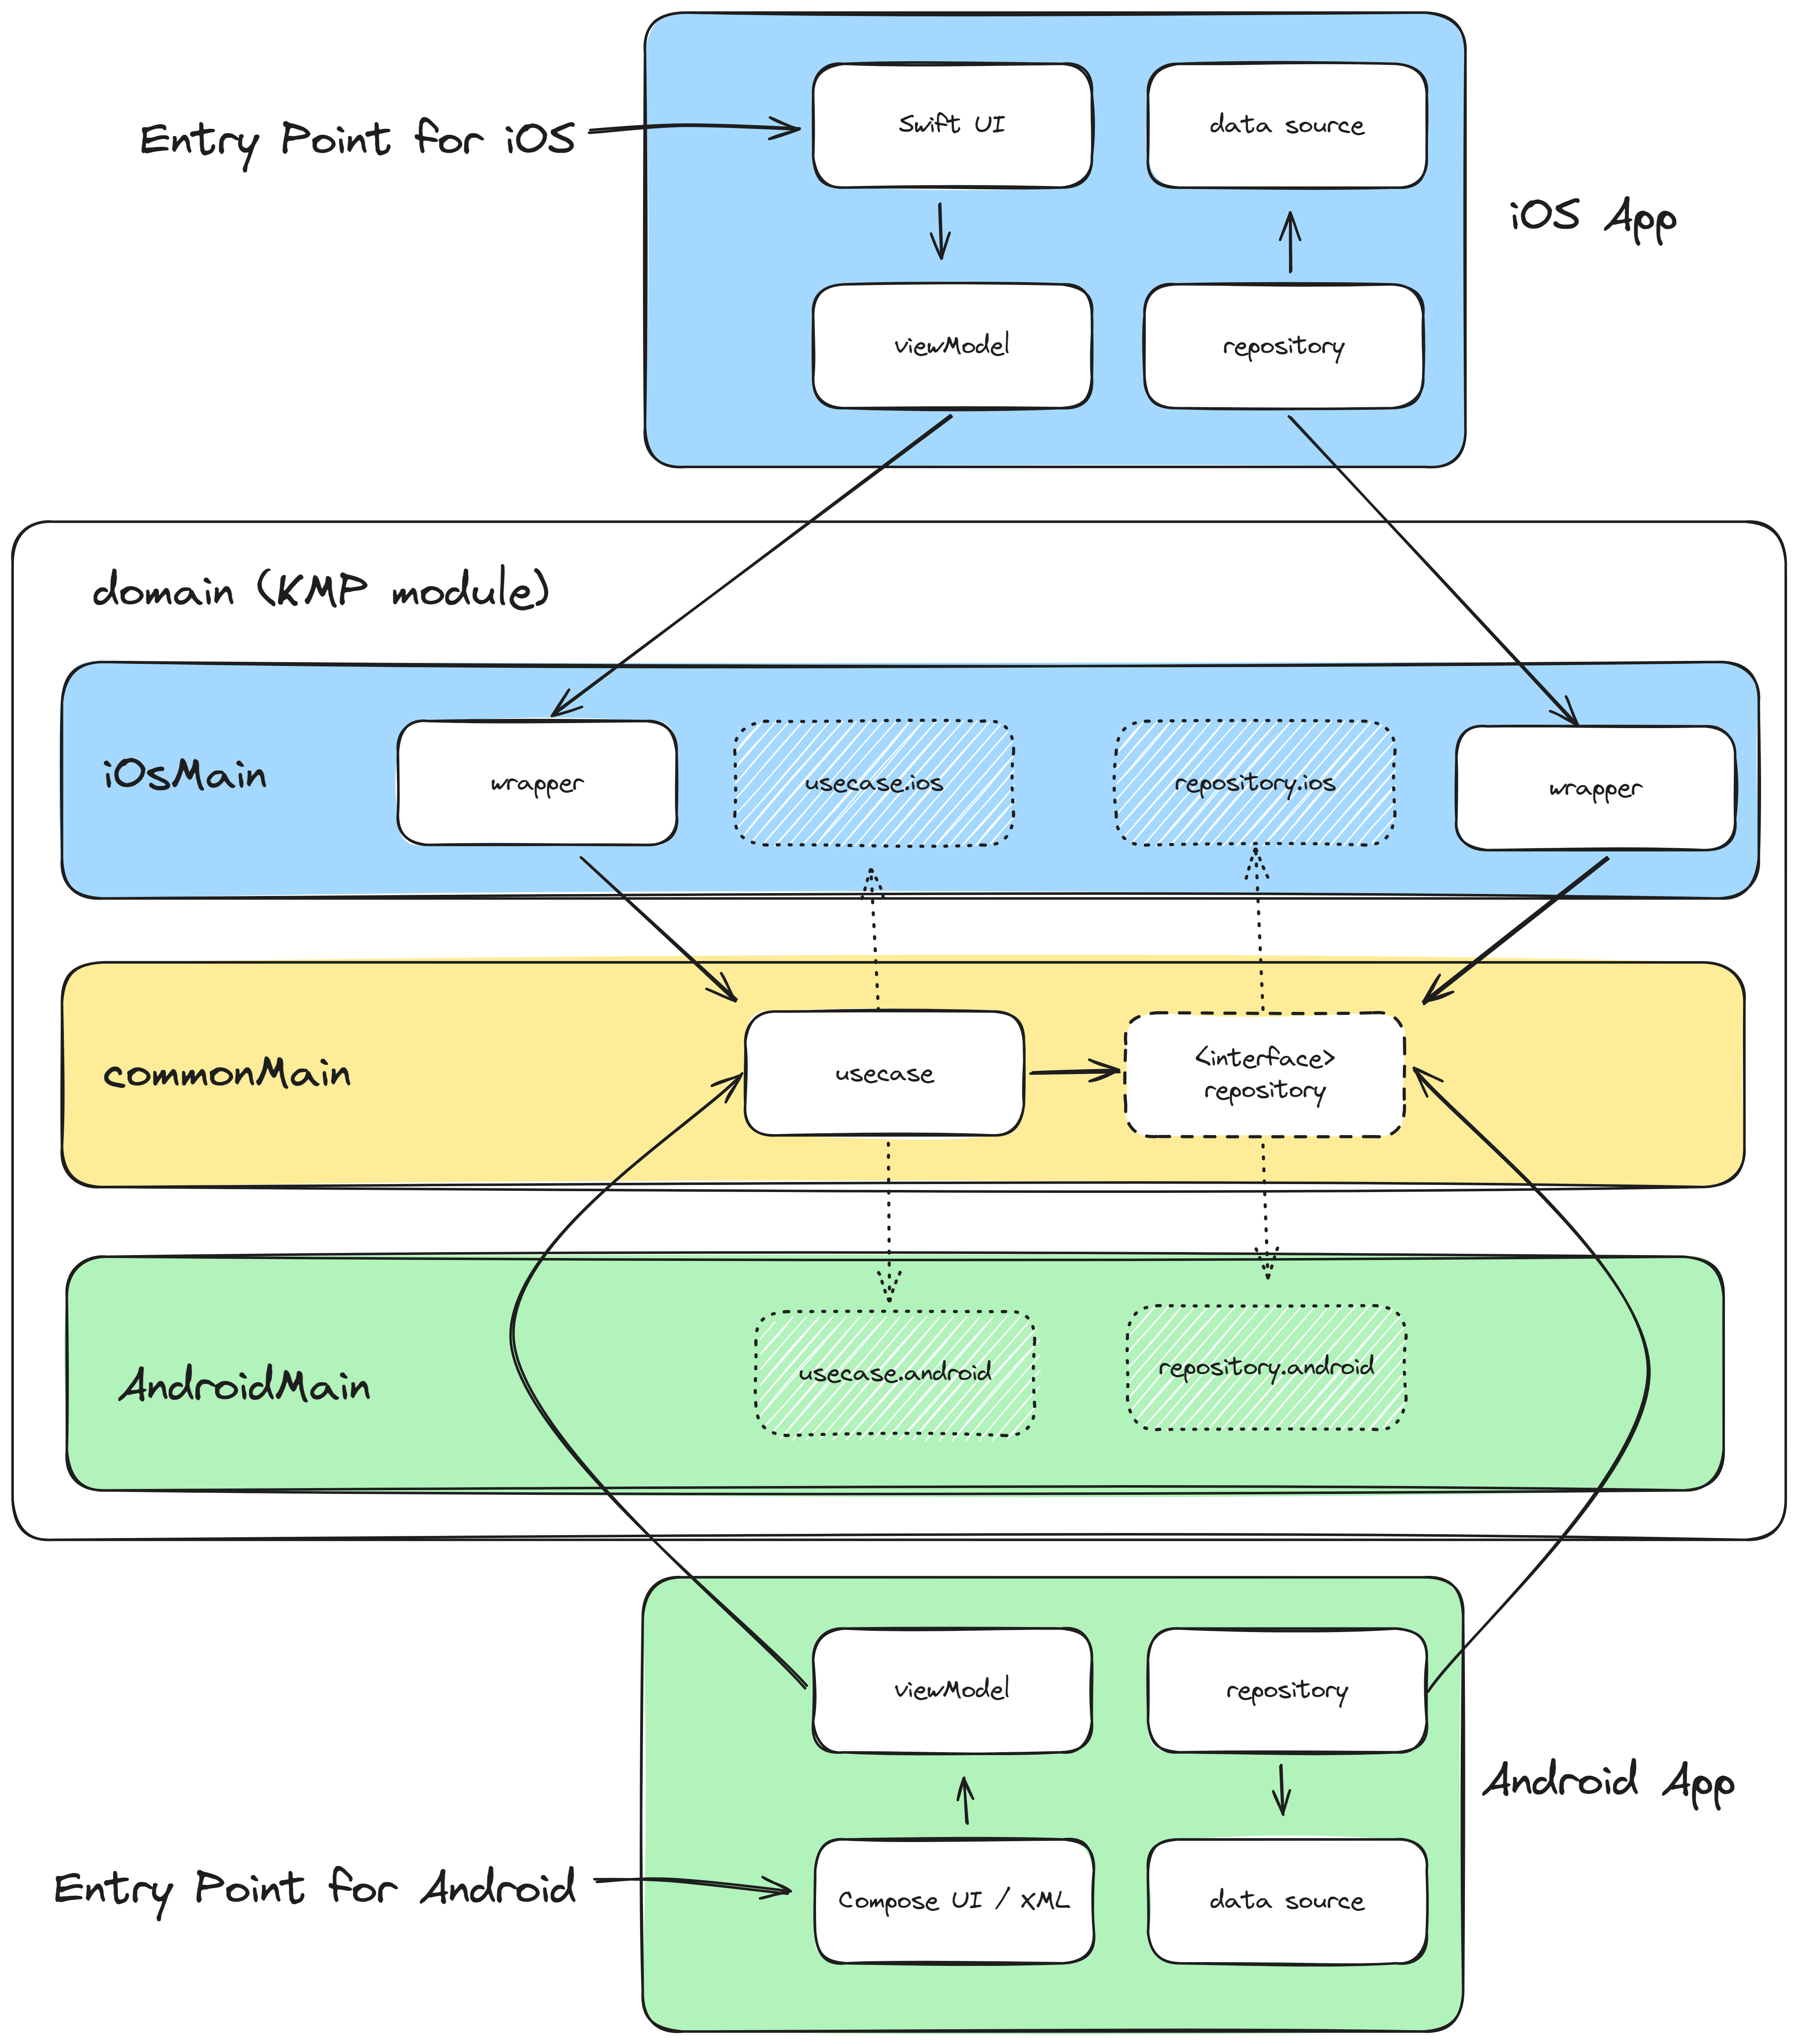 Swift UI
data source
Entry Point for iOS
iOS App
viewModel
repository
domain (KMP module)
iOsMain
wrapper
usecase.ios
repository.ios
wrapper
commonMain
usecase
<interface>
repository
AndroidMain
usecase.android
repository.android
viewModel
repository
Android App
Entry Point for Android
Compose UI / XML
data source